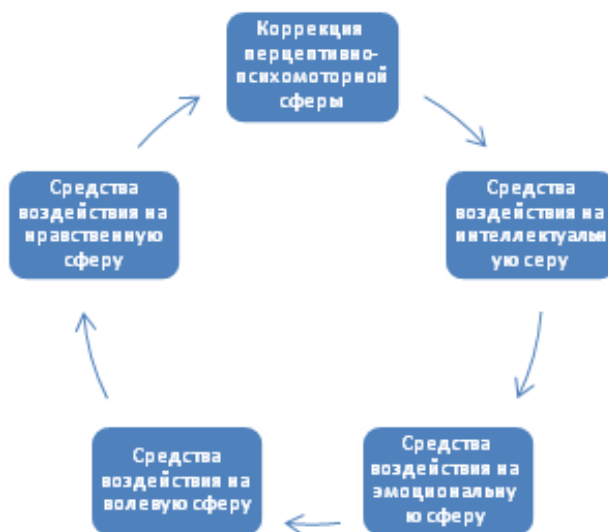 Коррекция
перцептивно-
психомоторной
сферы
Средства
воздействия на
интеллектуальн
ую серу
Средства
воздействия на
эмоциональну
ю сферу
Средства
воздействия на
волевую сферу
Средства
воздействия на
нравственную
сферу